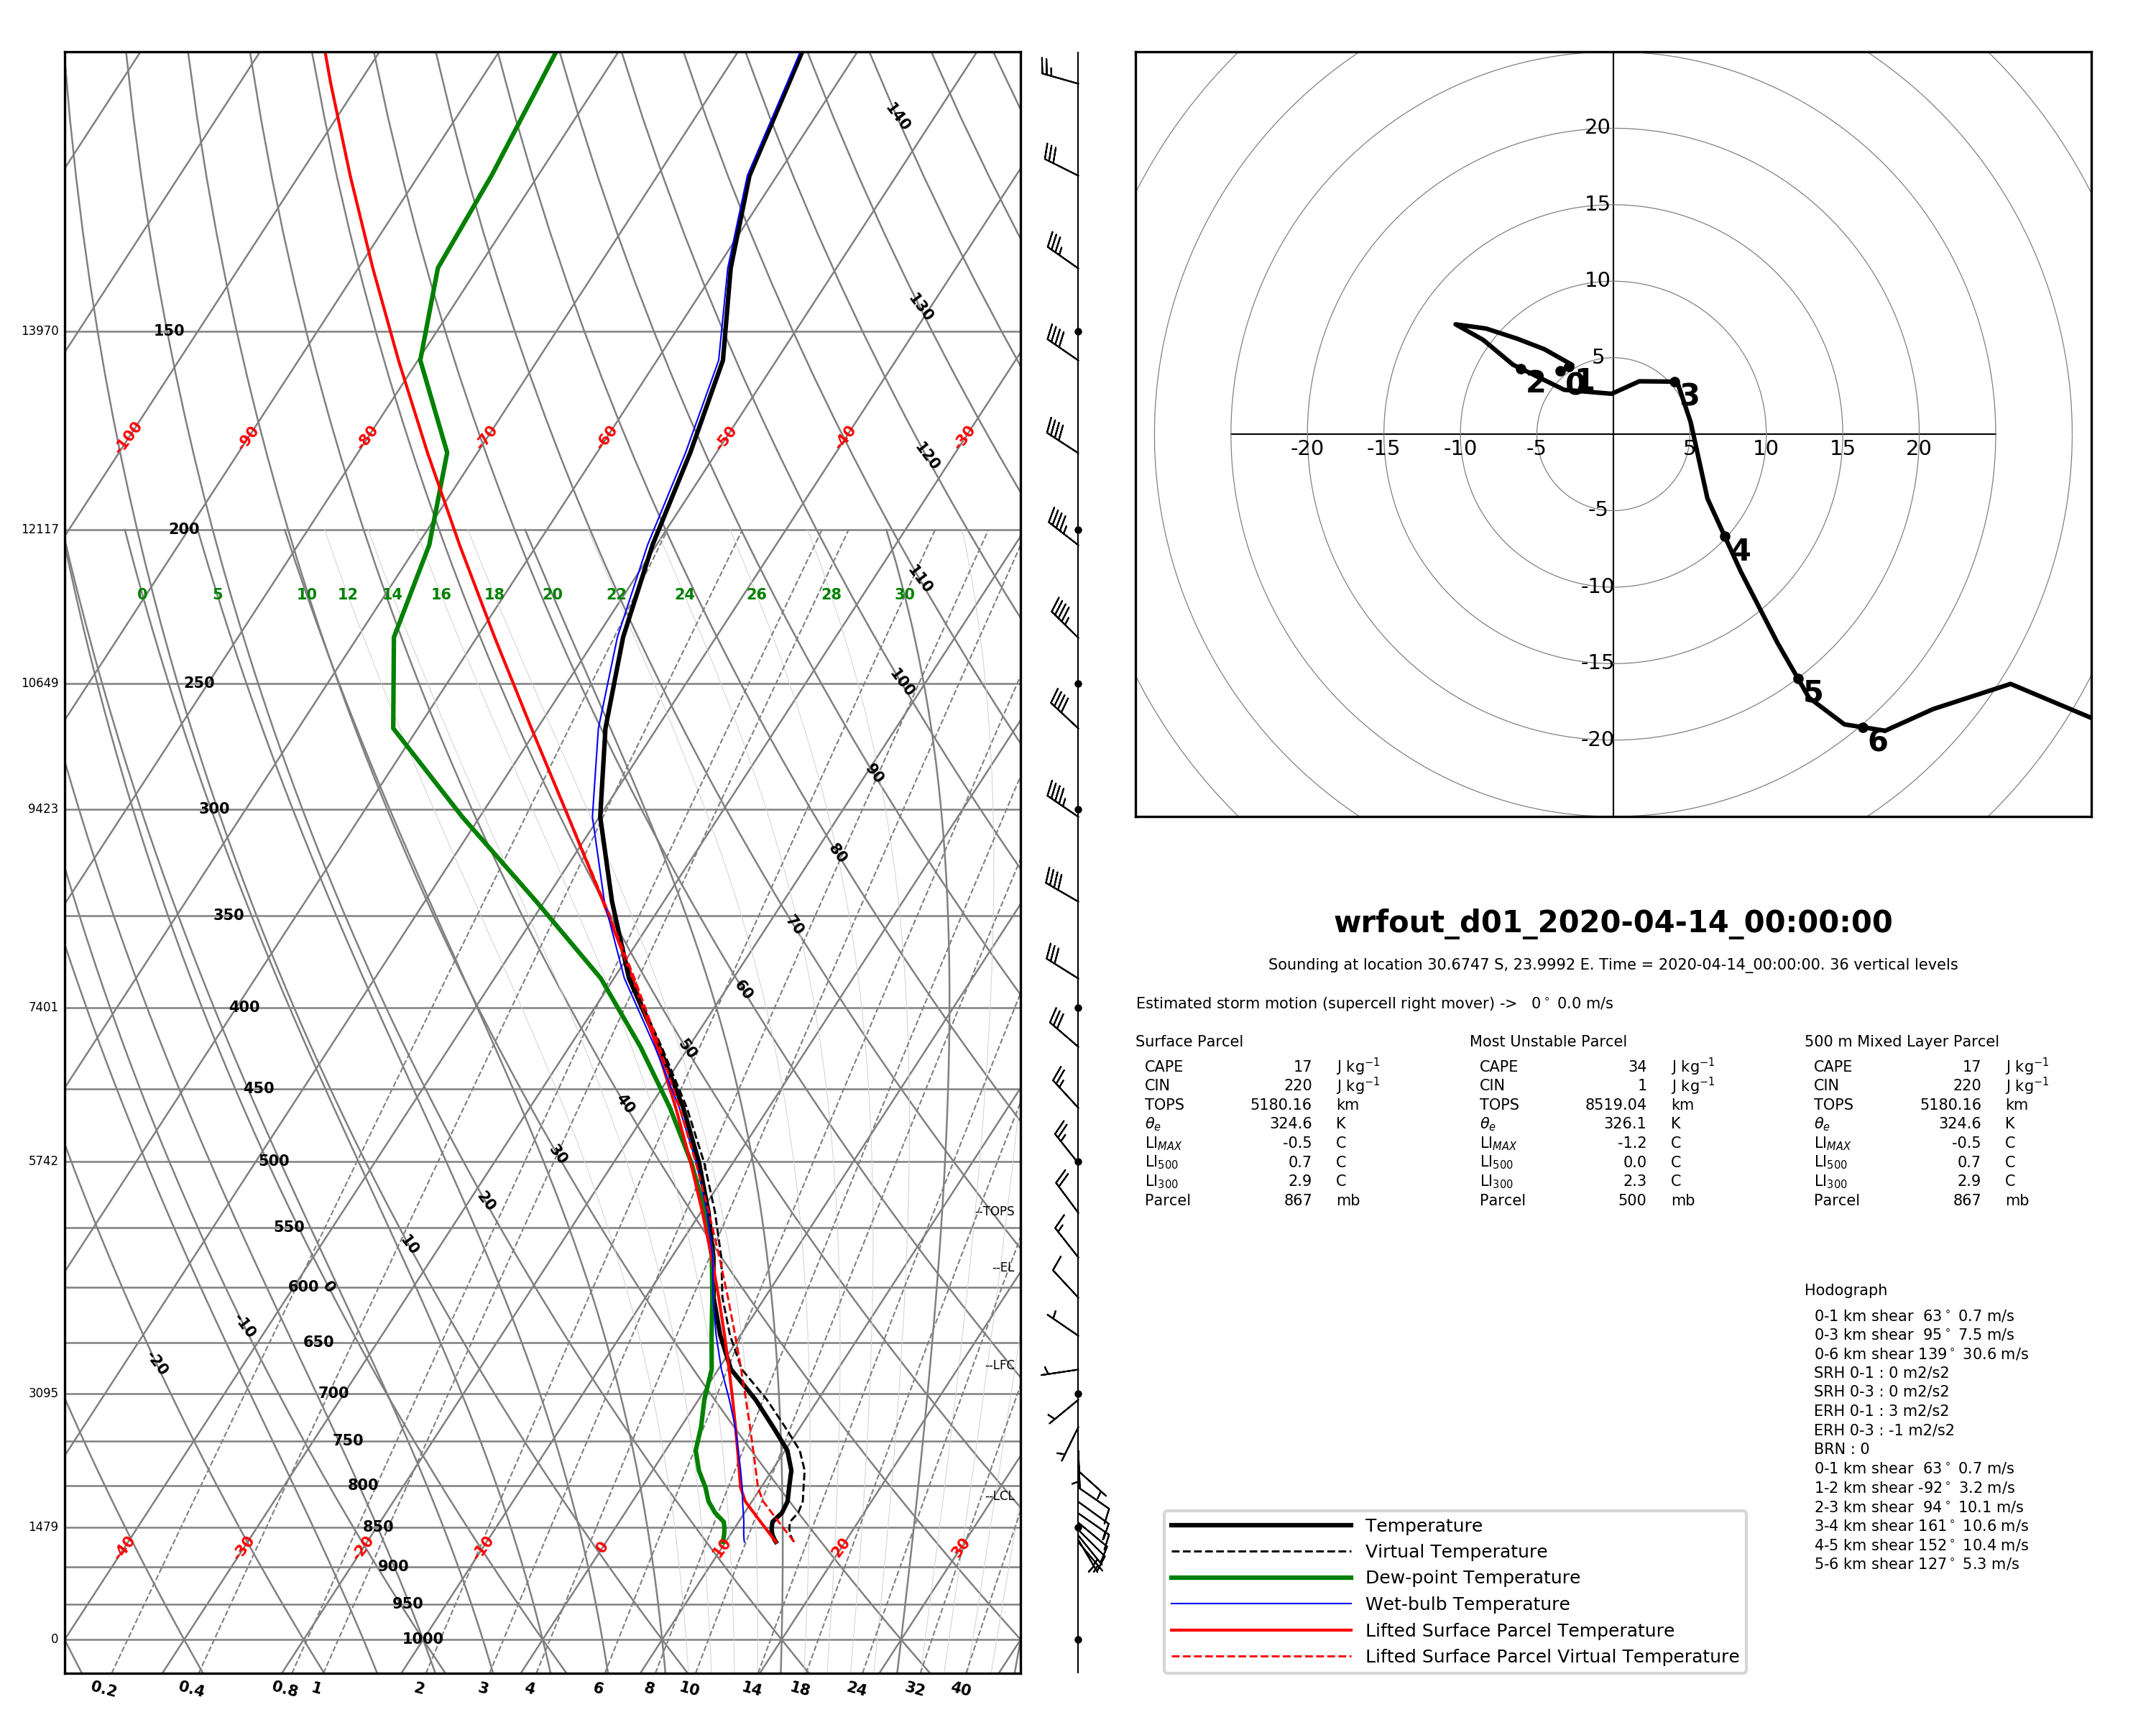 140
20
15
130
13970 150
10
5
-100 -90 -80 -70 -60 -50 -40 -30
120
2 0 1 3
-20 -15 -10 -5 5 10 15 20
-5
12117 200
4
110
0 5 10 12 14 16 18 20 22 24 26 28 30
-10
-15
100
10649 250
5
-20
6
90
9423 300
80
350
70
wrfout_d01_2020-04-14_00:00:00
Sounding at location 30.6747 S, 23.9992 E. Time = 2020-04-14_00:00:00. 36 vertical levels
60
7401 400
Estimated storm motion (supercell right mover) -> 0° 0.0 m/s
50
450
40
5742 500
30
20
--TOPS
550
10
--EL
600 0
-10
650
-20
--LFC
3095 700
750
800
--LCL
1479 850
-40 -30 -20 -10 0 10 20 30
900
950
0 1000
0.2 0.4 0.8 1 2 3 4 6 8 10 14 18 24 32 40
Surface Parcel
CAPE 17 J kg⁻¹
CIN 220 J kg⁻¹
TOPS 5180.16 km
θe 324.6 K
LI_MAX -0.5 C
LI_500 0.7 C
LI_300 2.9 C
Parcel 867 mb
Most Unstable Parcel
CAPE 34 J kg⁻¹
CIN 1 J kg⁻¹
TOPS 8519.04 km
θe 326.1 K
LI_MAX -1.2 C
LI_500 0.0 C
LI_300 2.3 C
Parcel 500 mb
500 m Mixed Layer Parcel
CAPE 17 J kg⁻¹
CIN 220 J kg⁻¹
TOPS 5180.16 km
θe 324.6 K
LI_MAX -0.5 C
LI_500 0.7 C
LI_300 2.9 C
Parcel 867 mb
Hodograph
0-1 km shear 63° 0.7 m/s
0-3 km shear 95° 7.5 m/s
0-6 km shear 139° 30.6 m/s
SRH 0-1 : 0 m2/s2
SRH 0-3 : 0 m2/s2
ERH 0-1 : 3 m2/s2
ERH 0-3 : -1 m2/s2
BRN : 0
0-1 km shear 63° 0.7 m/s
1-2 km shear -92° 3.2 m/s
2-3 km shear 94° 10.1 m/s
3-4 km shear 161° 10.6 m/s
4-5 km shear 152° 10.4 m/s
5-6 km shear 127° 5.3 m/s
Temperature
Virtual Temperature
Dew-point Temperature
Wet-bulb Temperature
Lifted Surface Parcel Temperature
Lifted Surface Parcel Virtual Temperature